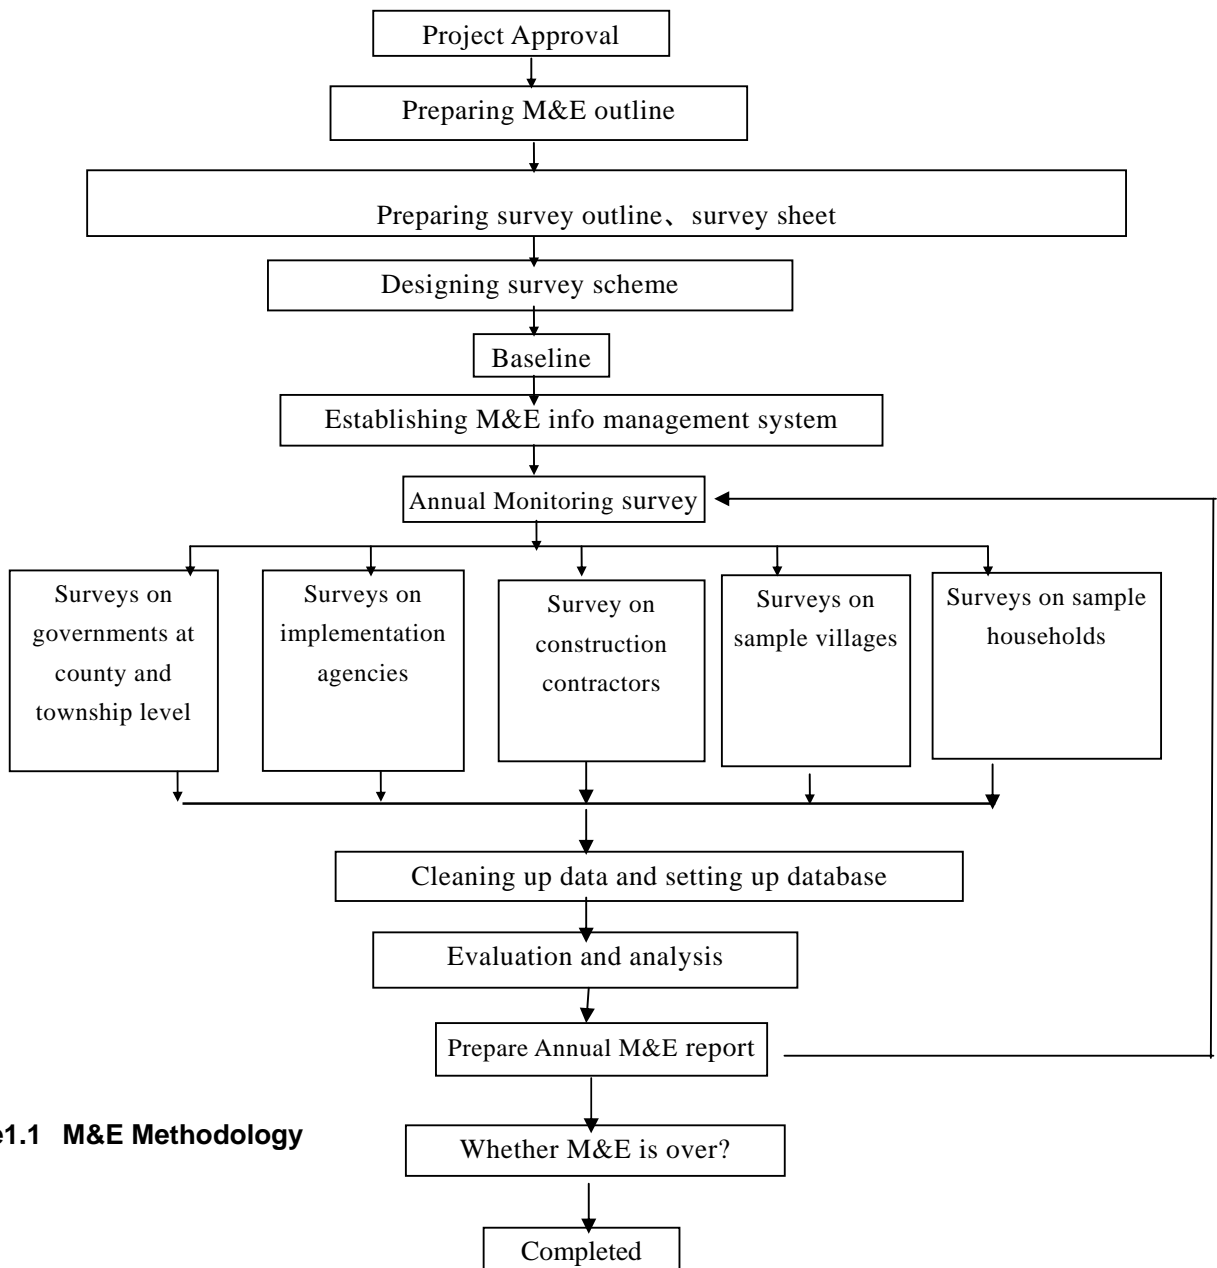 Project Approval
Preparing M&E outline
Preparing survey outline、survey sheet
Designing survey scheme
Baseline
Establishing M&E info management system
Annual Monitoring survey
Surveys on
governments at
county and
township level
Surveys on
implementation
agencies
Survey on
construction
contractors
Surveys on
sample villages
Surveys on sample
households
Cleaning up data and setting up database
Evaluation and analysis
Prepare Annual M&E report
e1.1 M&E Methodology
Whether M&E is over?
Completed